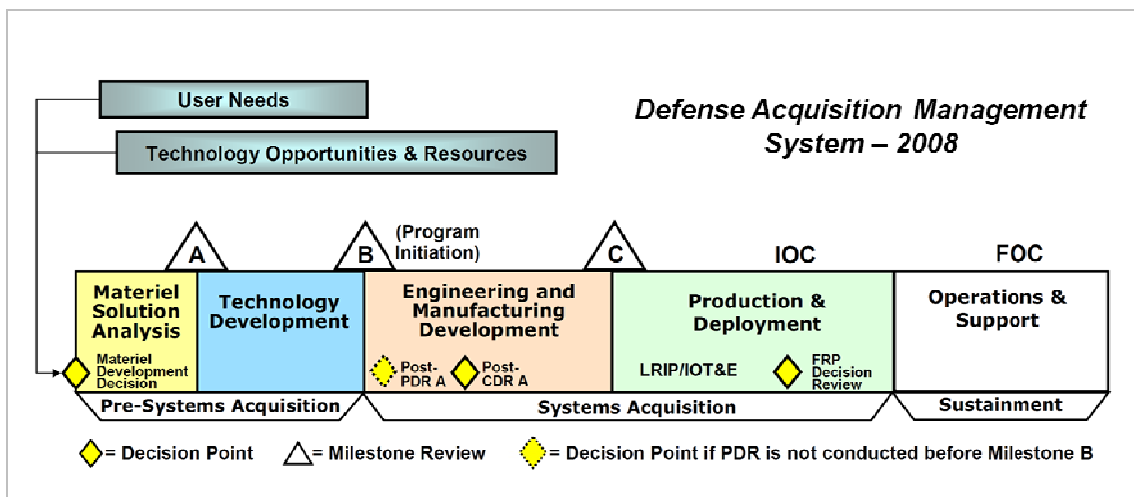 User Needs
Technology Opportunities & Resources
Defense Acquisition Management
System – 2008
A
B
(Program
Initiation)
C
IOC
FOC
Materiel
Solution
Analysis
Materiel
Development
Decision
Technology
Development
Engineering and
Manufacturing
Development
Post-
PDR A
Post-
CDR A
Production &
Deployment
LRIP/IOT&E
FRP
Decision
Review
Operations &
Support
Pre-Systems Acquisition
Systems Acquisition
Sustainment
= Decision Point
= Milestone Review
= Decision Point if PDR is not conducted before Milestone B